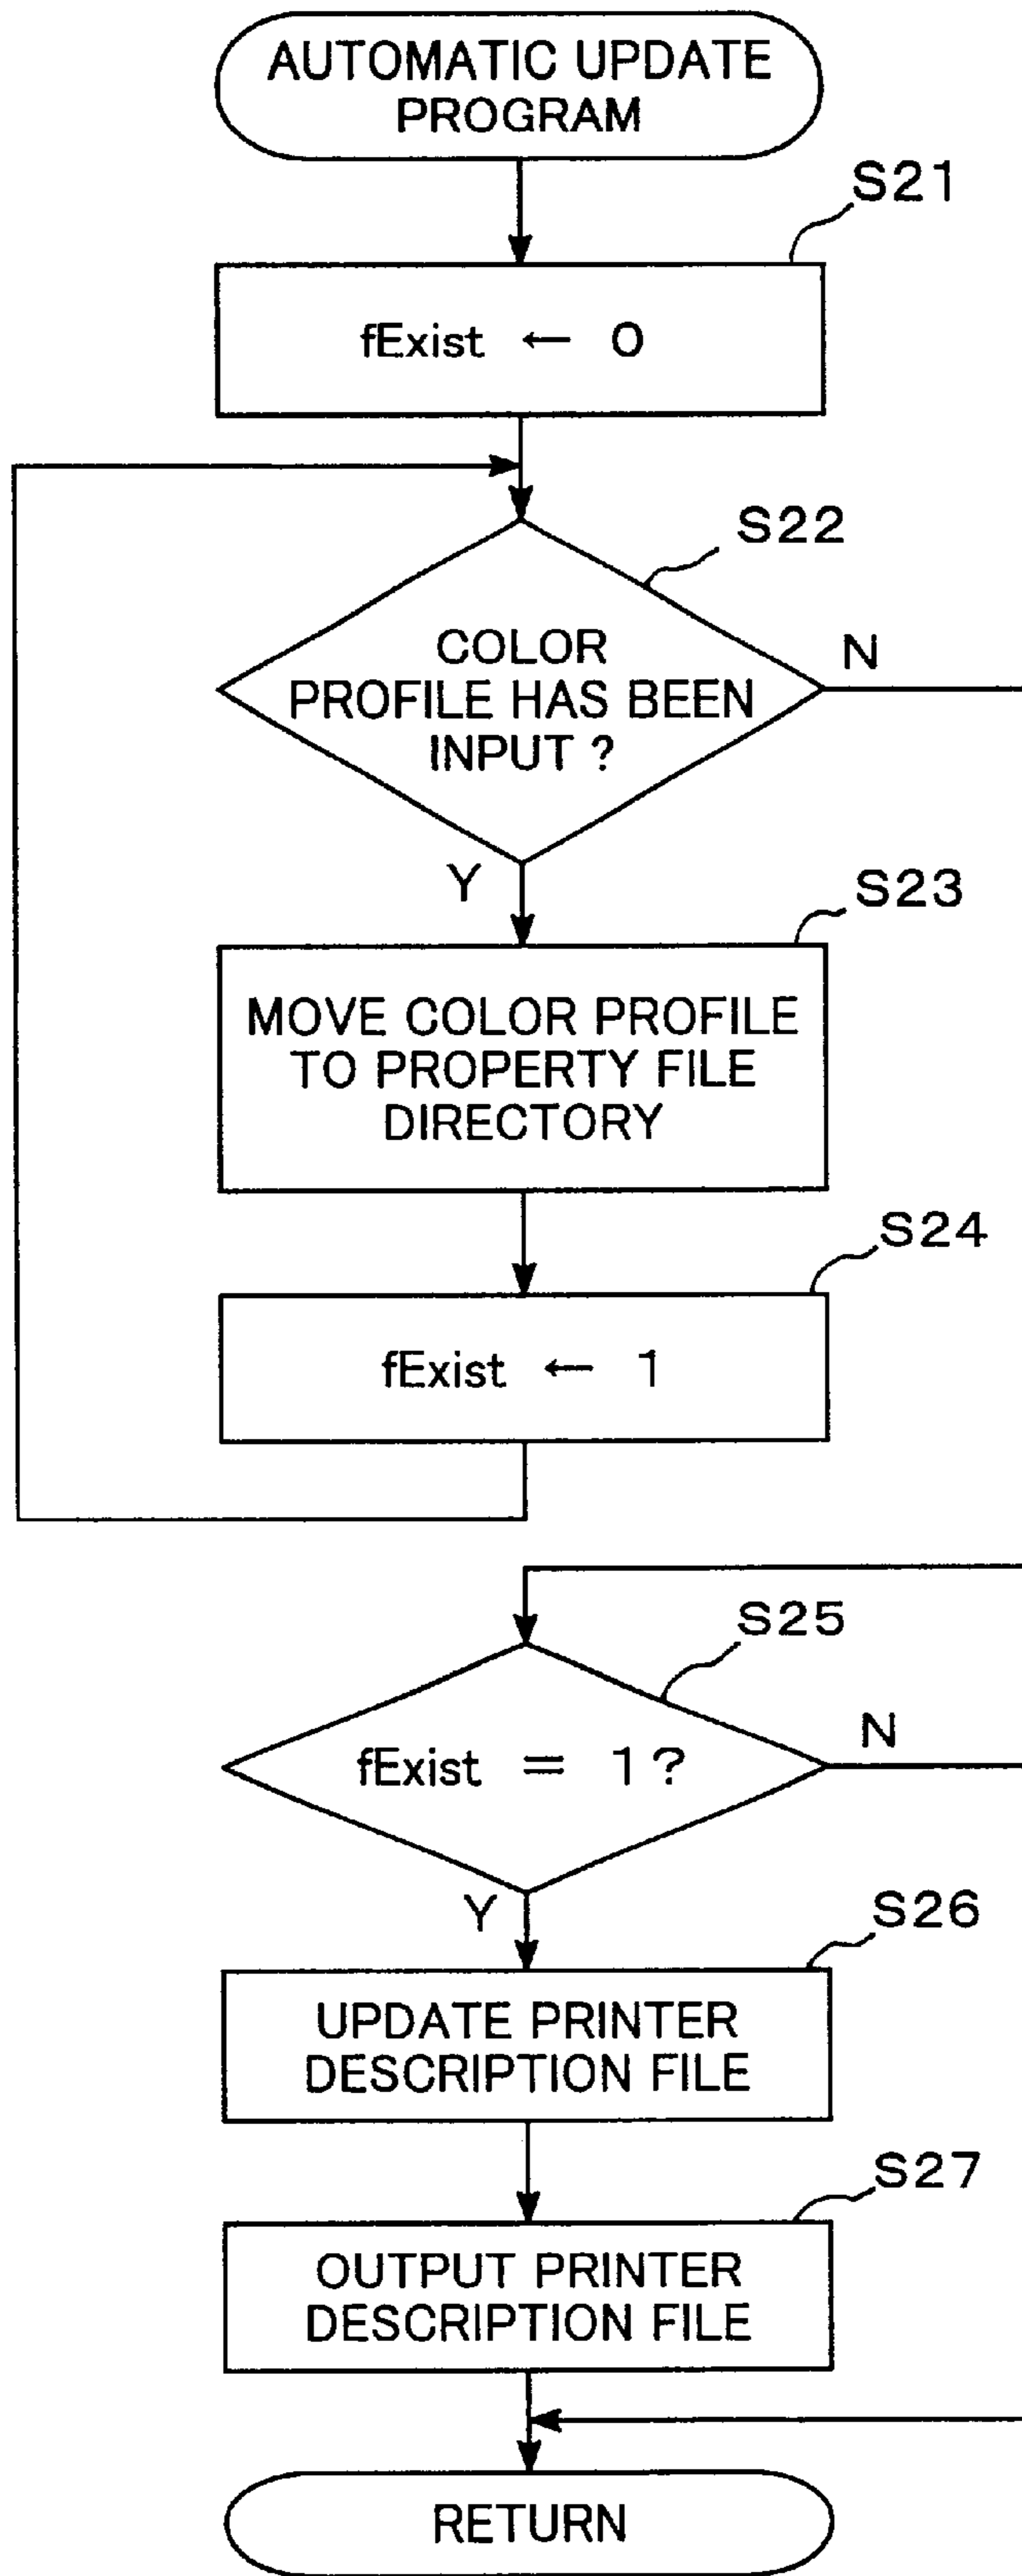 AUTOMATIC UPDATE
PROGRAM
S21
fExist ← 0
S22
COLOR
PROFILE HAS BEEN
INPUT ?
N
Y
S23
MOVE COLOR PROFILE
TO PROPERTY FILE
DIRECTORY
S24
fExist ← 1
S25
fExist = 1?
N
Y
S26
UPDATE PRINTER
DESCRIPTION FILE
S27
OUTPUT PRINTER
DESCRIPTION FILE
RETURN